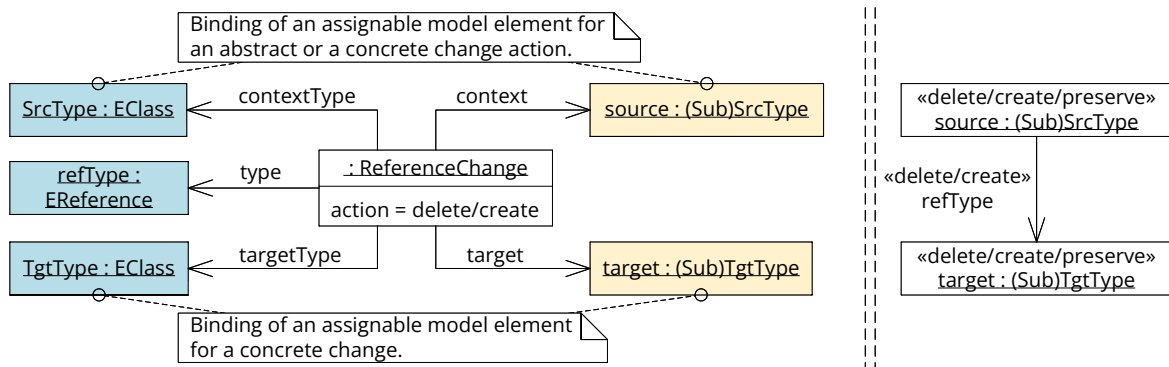 Binding of an assignable model element for
an abstract or a concrete change action.
SrcType : EClass
contextType
context
source : (Sub)SrcType
refType :
EReference
type
: ReferenceChange
action = delete/create
TgtType : EClass
targetType
target
target : (Sub)TgtType
Binding of an assignable model element
for a concrete change.
«delete/create/preserve»
source : (Sub)SrcType
«delete/create»
refType
«delete/create/preserve»
target : (Sub)TgtType